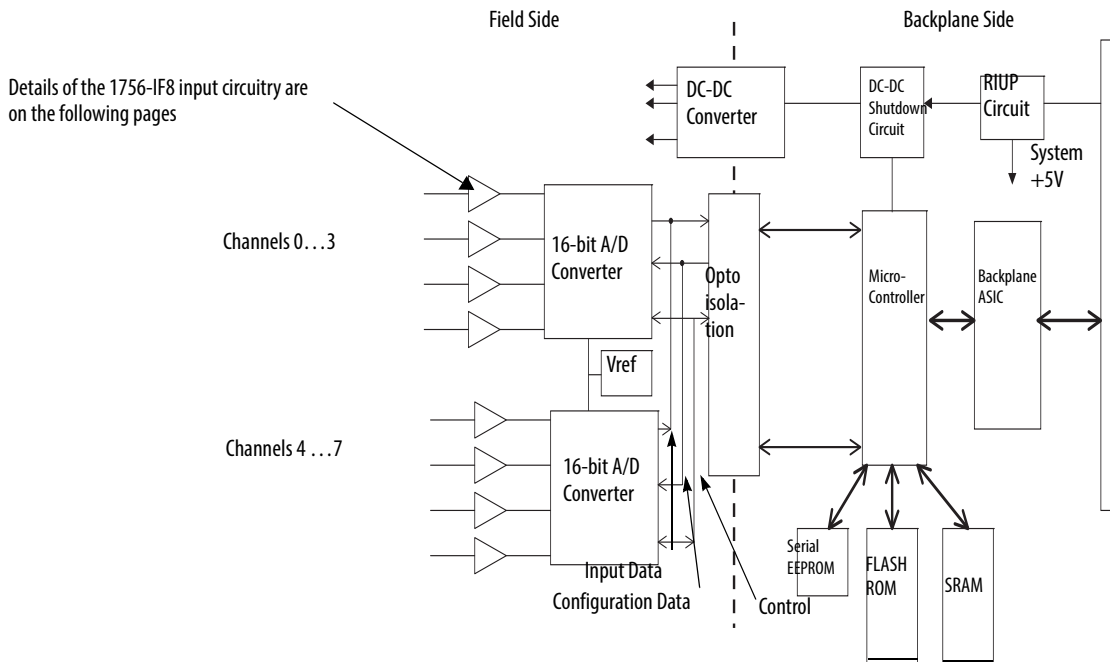 Field Side
Backplane Side
Details of the 1756-IF8 input circuitry are
on the following pages
DC-DC
Converter
DC-DC
Shutdown
Circuit
RIUP
Circuit
System
+5V
Channels 0…3
16-bit A/D
Converter
Opto
isola-
tion
Micro-
Controller
Backplane
ASIC
Vref
Channels 4 …7
16-bit A/D
Converter
Input Data
Configuration Data
Control
Serial
EEPROM
FLASH
ROM
SRAM